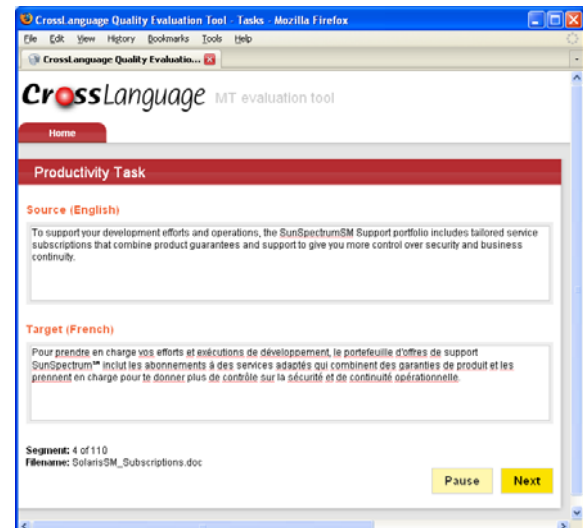 CrossLanguage Quality Evaluation Tool - Tasks - Mozilla Firefox
File Edit View History Bookmarks Tools Help
CrossLanguage Quality Evaluatio...
CrossLanguage MT evaluation tool
Home
Productivity Task
Source (English)
To support your development efforts and operations, the SunSpectrumSM Support portfolio includes tailored service
subscriptions that combine product guarantees and support to give you more control over security and business
continuity.
Target (French)
Pour prendre en charge vos efforts et exécutions de développement, le portefeuille d'offres de support
SunSpectrum℠ inclut les abonnements à des services adaptés qui combinent des garanties de produit et les
prennent en charge pour te donner plus de contrôle sur la sécurité et de continuité opérationnelle.
Segment: 4 of 110
Filename: SolarisSM_Subscriptions.doc
Pause Next